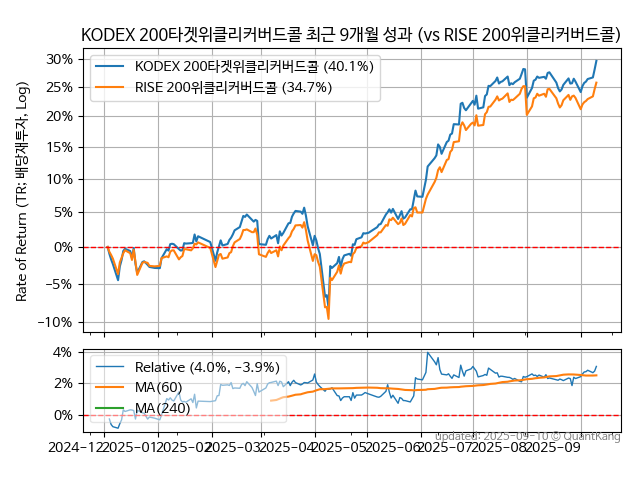 KODEX 200타겟위클리커버드콜 최근 9개월 성과 (vs RISE 200위클리커버드콜)
Rate of Return (TR: 배당재투자, Log)
30%
25%
20%
15%
10%
5%
0%
−5%
−10%
KODEX 200타겟위클리커버드콜 (40.1%)
RISE 200위클리커버드콜 (34.7%)
4%
2%
0%
Relative (4.0%, −3.9%)
MA(60)
MA(240)
2024-12
2025-01
2025-02
2025-03
2025-04
2025-05
2025-06
2025-07
2025-08
2025-09
updated: 2025-09-10 © QuantKang